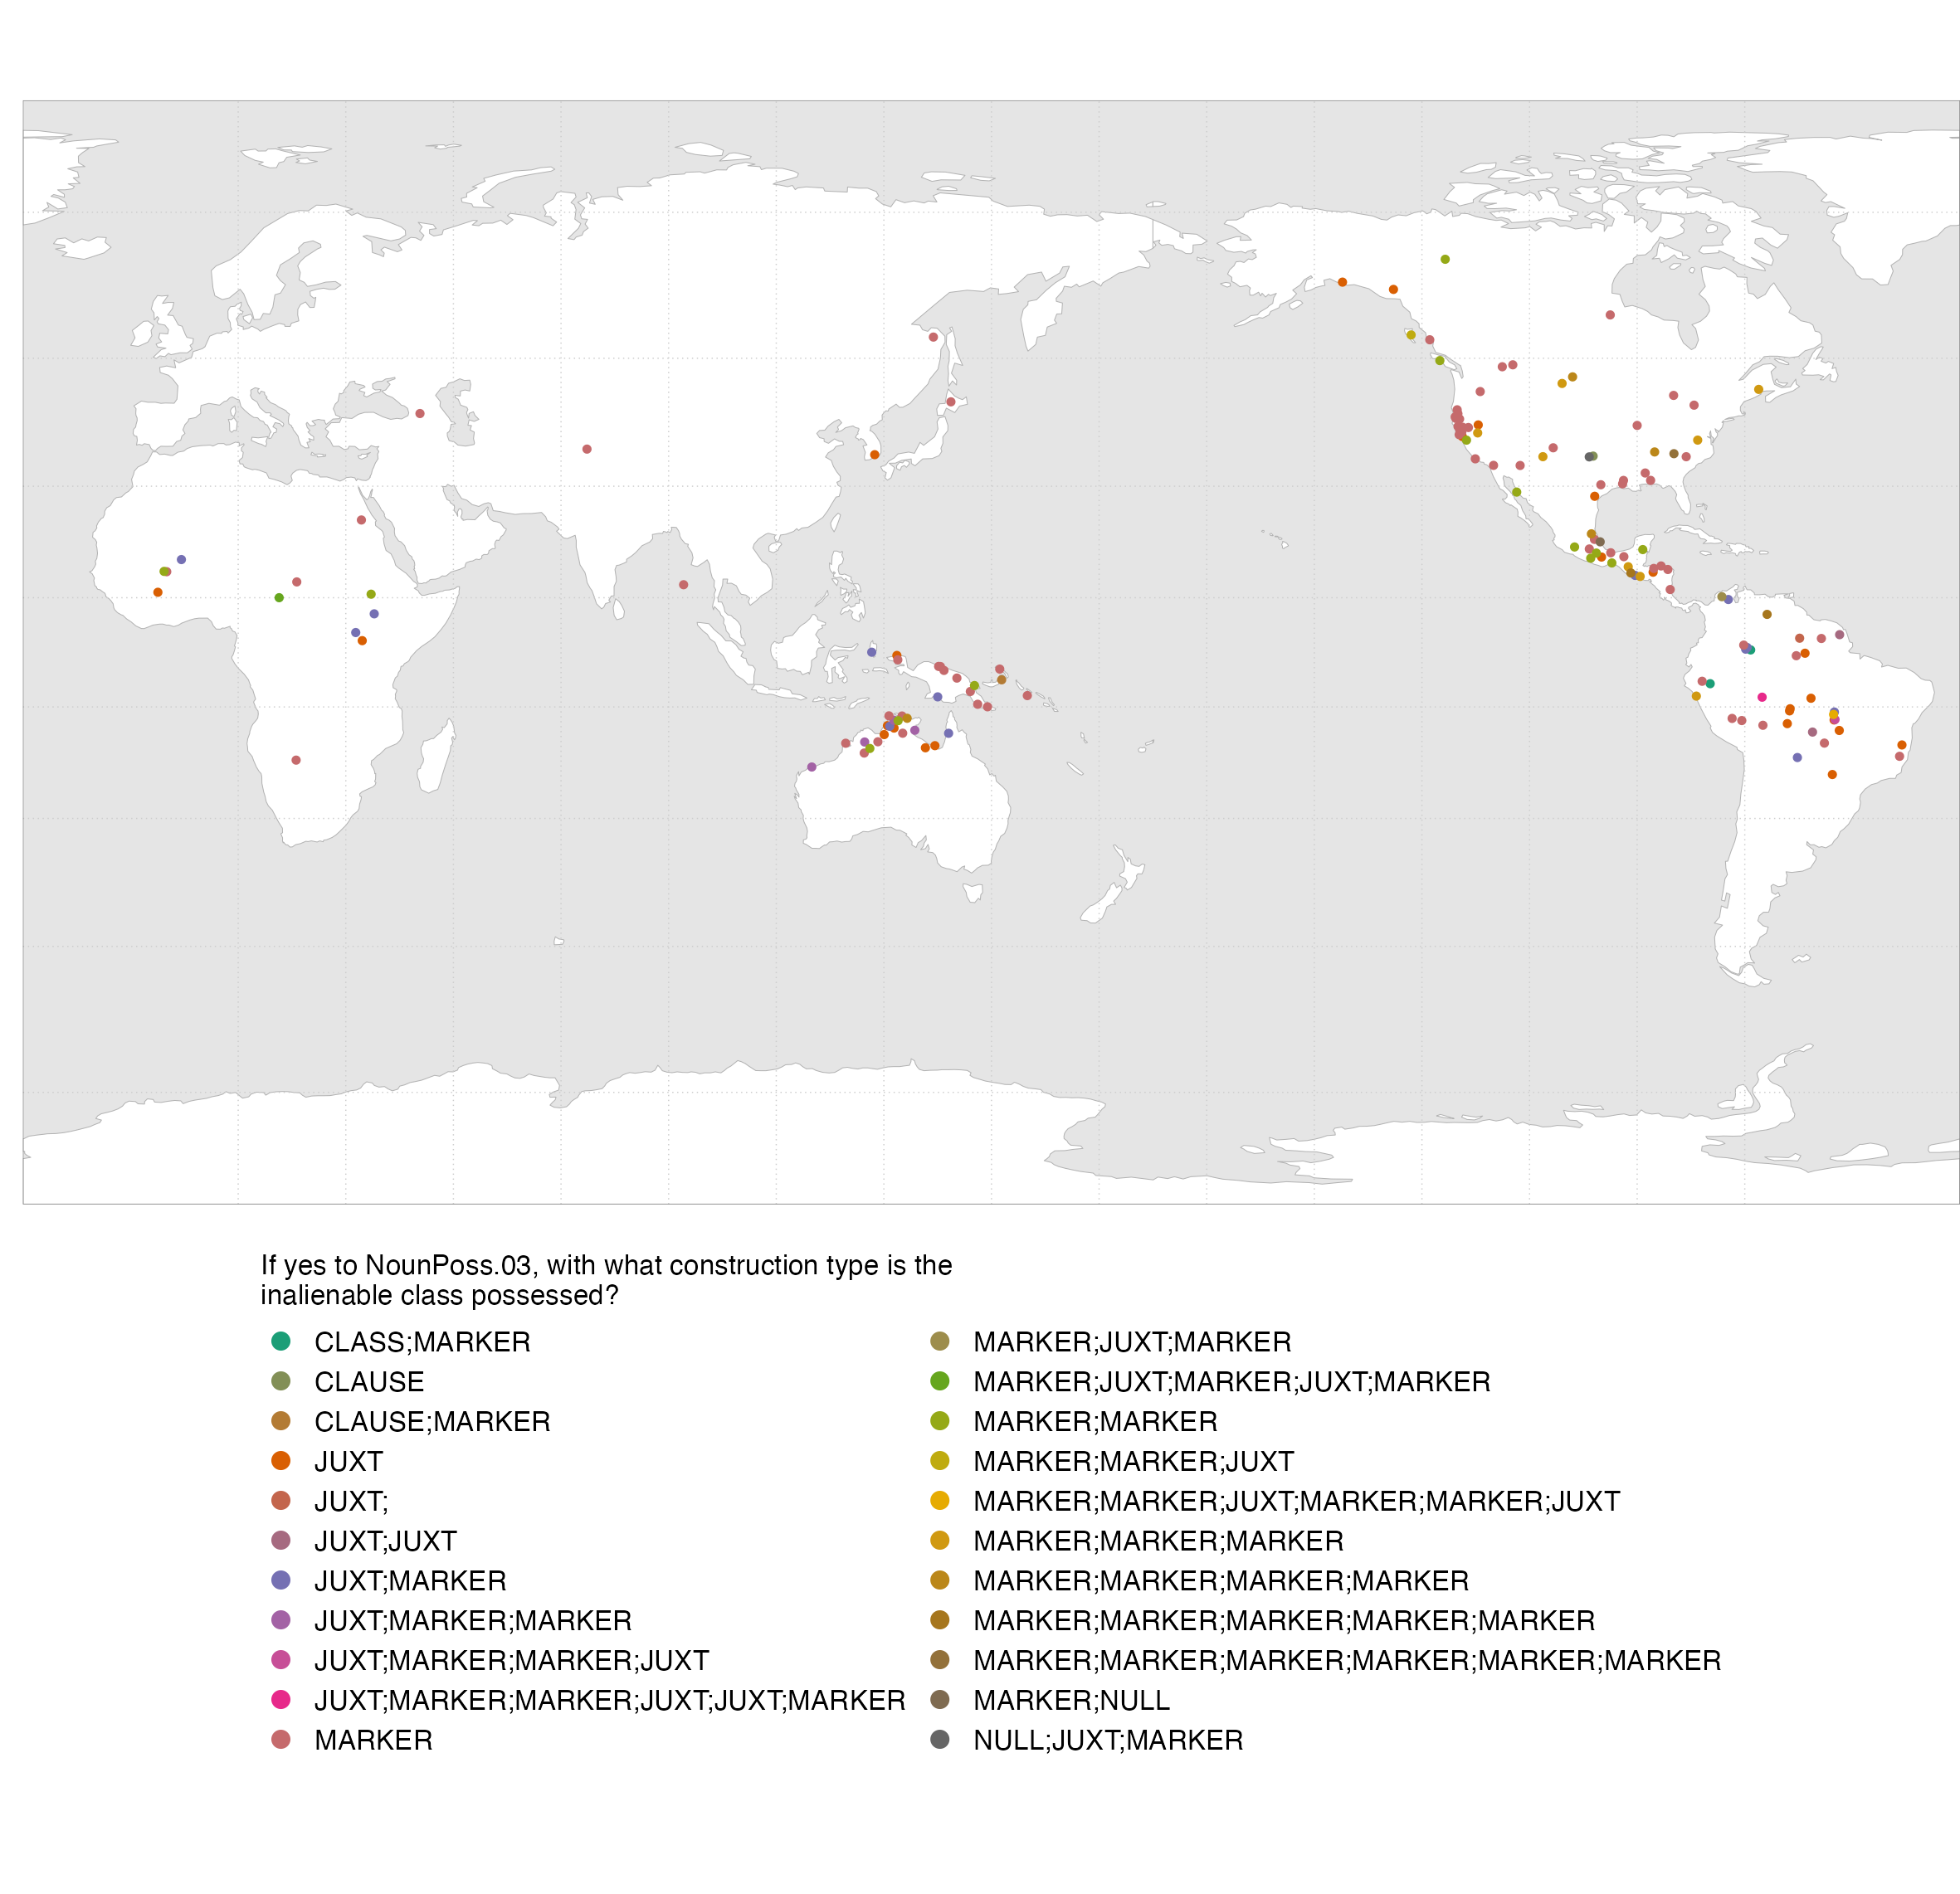 If yes to NounPoss.03, with what construction type is the
inalienable class possessed?
CLASS;MARKER
CLAUSE
CLAUSE;MARKER
JUXT
JUXT;
JUXT;JUXT
JUXT;MARKER
JUXT;MARKER;MARKER
JUXT;MARKER;MARKER;JUXT
JUXT;MARKER;MARKER;JUXT;JUXT;MARKER
MARKER
MARKER;JUXT;MARKER
MARKER;JUXT;MARKER;JUXT;MARKER
MARKER;MARKER
MARKER;MARKER;JUXT
MARKER;MARKER;JUXT;MARKER;MARKER;JUXT
MARKER;MARKER;MARKER
MARKER;MARKER;MARKER;MARKER
MARKER;MARKER;MARKER;MARKER;MARKER
MARKER;MARKER;MARKER;MARKER;MARKER;MARKER
MARKER;NULL
NULL;JUXT;MARKER